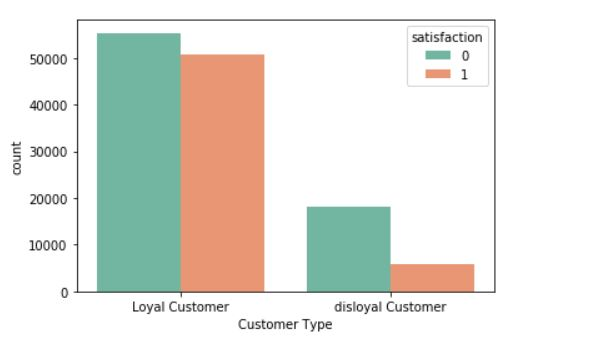 satisfaction
0
1
50000
40000
30000
20000
10000
0
count
Loyal Customer
disloyal Customer
Customer Type